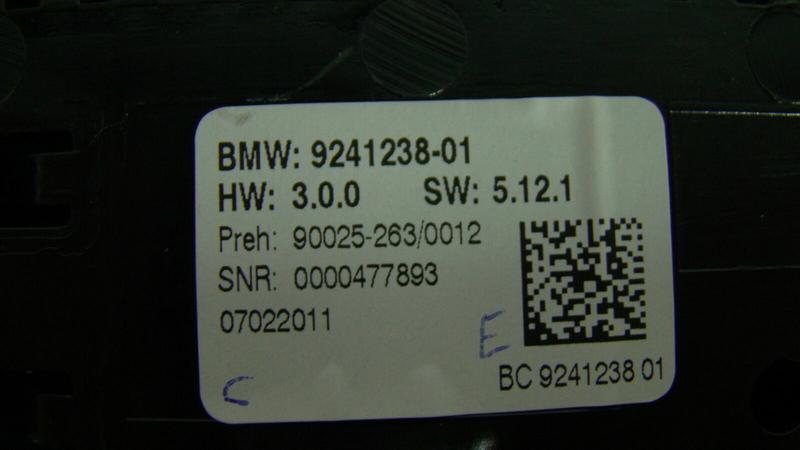 BMW: 9241238-01
HW: 3.0.0 SW: 5.12.1
Preh: 90025-263/0012
SNR: 0000477893
07022011
E
C
BC 9241238 01